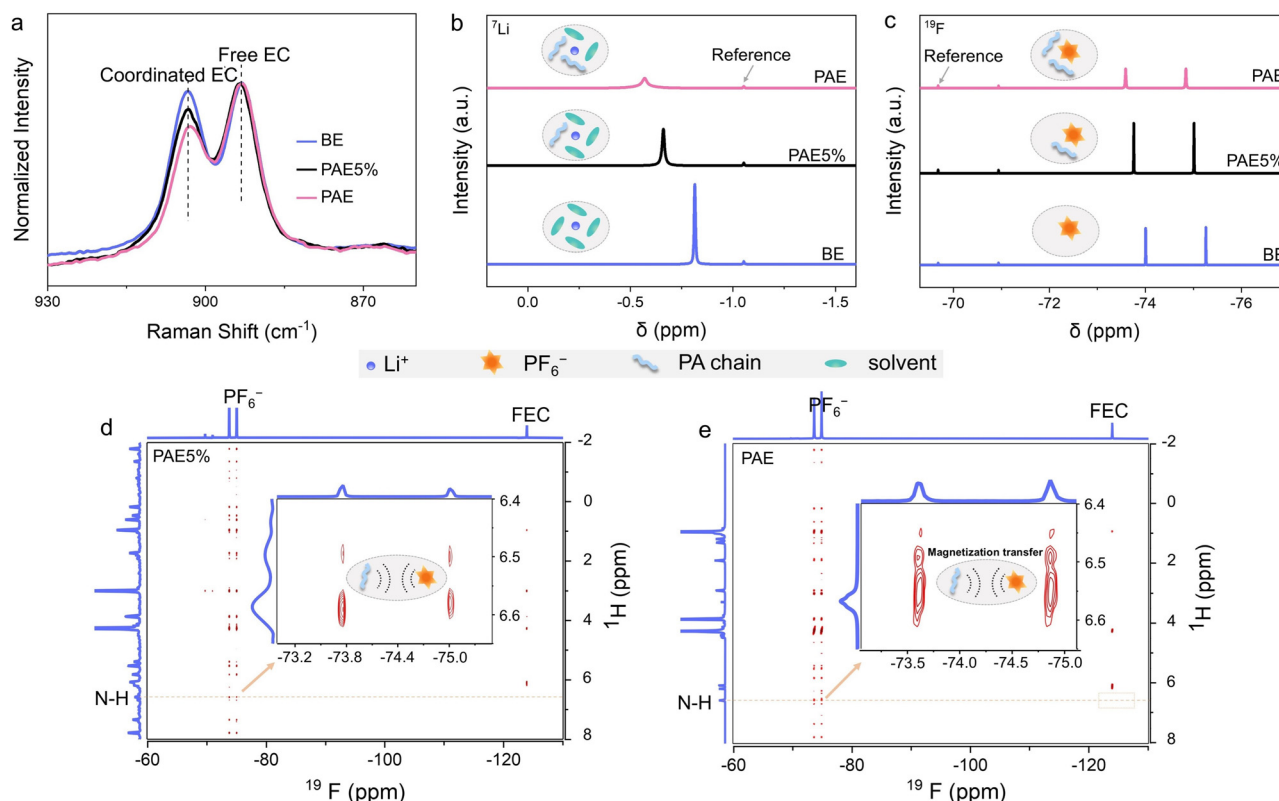 a
Coordinated EC
Free EC
BE
PAE5%
PAE
Normalized Intensity
930
900
870
Raman Shift (cm⁻¹)
b
⁷Li
Reference
PAE
PAE5%
BE
Intensity (a.u.)
0.0
-0.5
-1.0
-1.5
δ (ppm)
c
¹⁹F
Reference
PAE
PAE5%
BE
Intensity (a.u.)
-70
-72
-74
-76
δ (ppm)
Li⁺
PF₆⁻
PA chain
solvent
d
PF₆⁻
FEC
PAE5%
-2
0
2
4
6
8
¹H (ppm)
6.4
6.5
6.6
-73.2
-73.8
-74.4
-75.0
N-H
-60
-80
-100
-120
¹⁹ F (ppm)
e
PF₆⁻
FEC
PAE
-2
0
2
4
6
8
¹H (ppm)
6.4
6.5
6.6
Magnetization transfer
-73.5
-74.0
-74.5
-75.0
N-H
-60
-80
-100
-120
¹⁹ F (ppm)